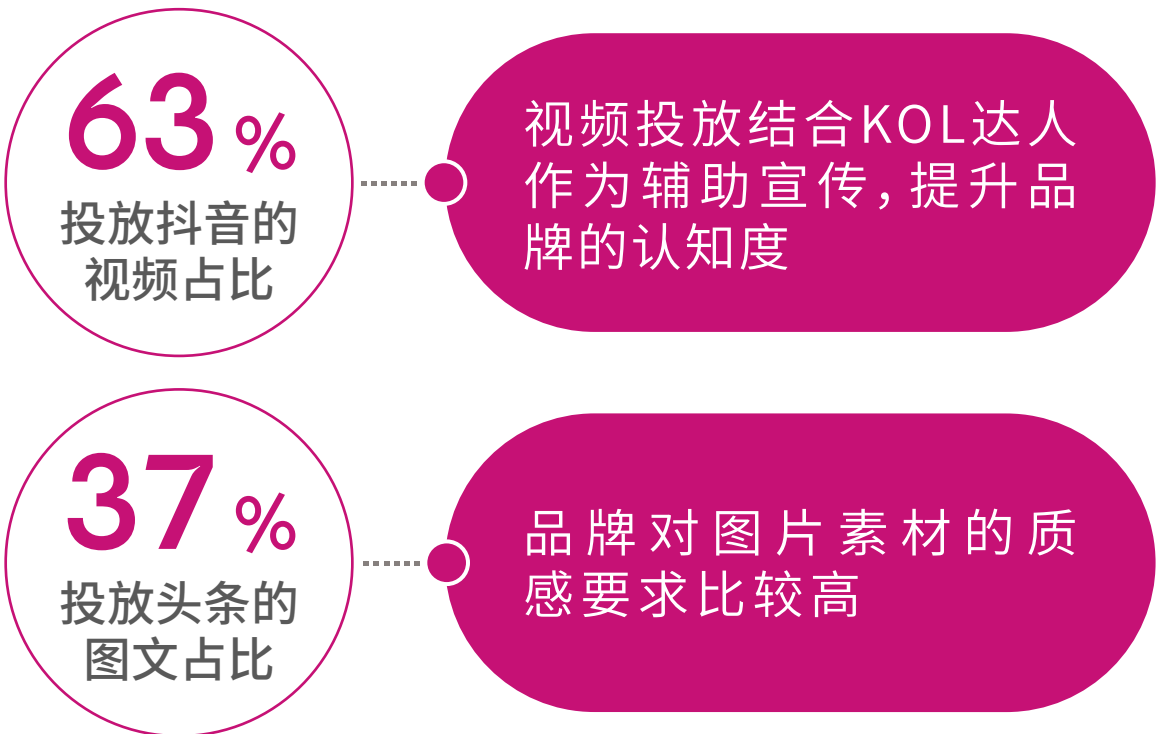 63%
投放抖音的
视频占比
视频投放结合KOL达人
作为辅助宣传，提升品
牌的认知度
37%
投放头条的
图文占比
品牌对图片素材的质
感要求比较高